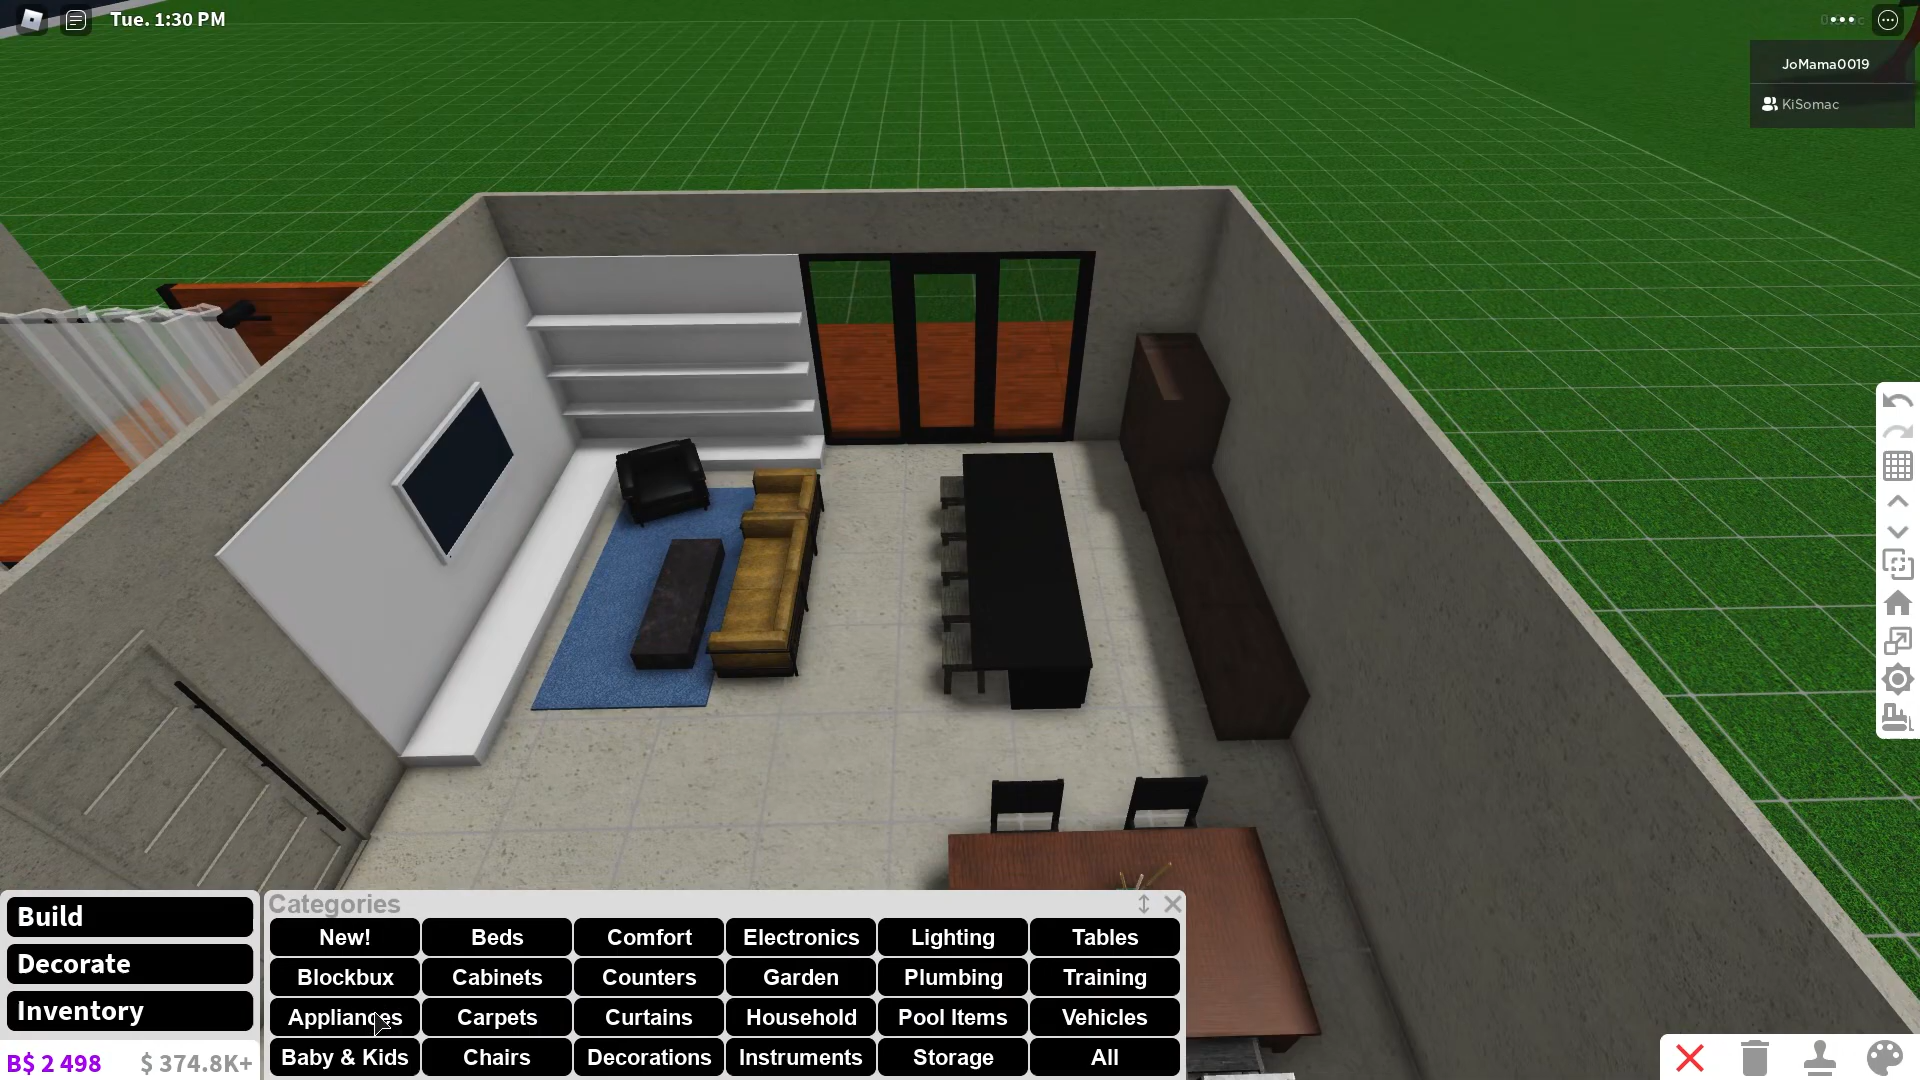 Tue. 1:30 PM
JoMama0019
KiSomac
Build
Decorate
Inventory
B$ 2 498 $ 374.8K+
Categories
New! Beds Comfort Electronics Lighting Tables
Blockbux Cabinets Counters Garden Plumbing Training
Appliances Carpets Curtains Household Pool Items Vehicles
Baby & Kids Chairs Decorations Instruments Storage All